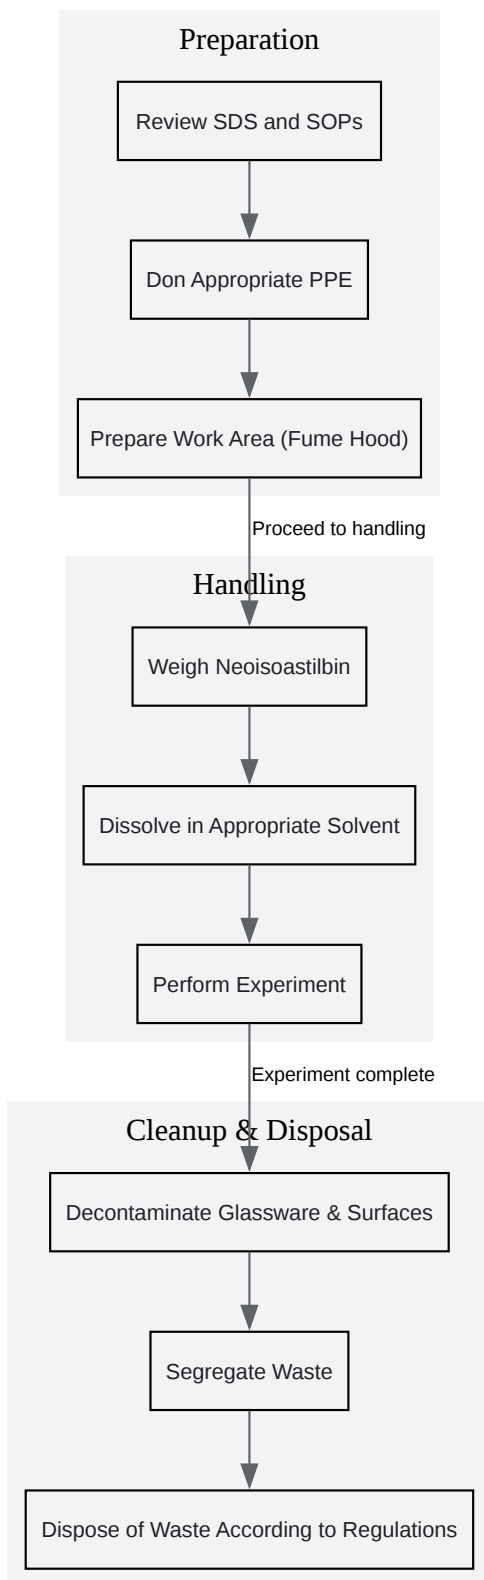 Preparation
Review SDS and SOPs
Don Appropriate PPE
Prepare Work Area (Fume Hood)
Proceed to handling
Handling
Weigh Neoisoastilbin
Dissolve in Appropriate Solvent
Perform Experiment
Experiment complete
Cleanup & Disposal
Decontaminate Glassware & Surfaces
Segregate Waste
Dispose of Waste According to Regulations